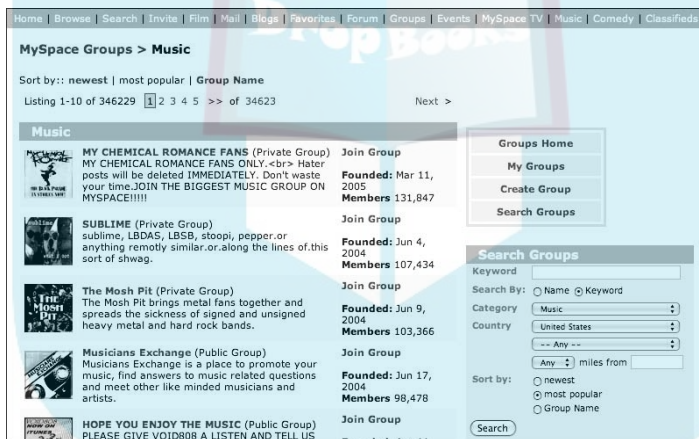 Home | Browse | Search | Invite | Film | Mail | Blogs | Favorites | Forum | Groups | Events | MySpace TV | Music | Comedy | Classifieds
Drop Books
MySpace Groups > Music
Sort by:: newest | most popular | Group Name
Listing 1-10 of 346229 1 2 3 4 5 >> of 34623 Next >
Music
MY CHEMICAL ROMANCE FANS (Private Group)
MY CHEMICAL ROMANCE FANS ONLY.<br> Hater
posts will be deleted IMMEDIATELY. Don't waste
your time.JOIN THE BIGGEST MUSIC GROUP ON
MYSPACE!!!!!
Join Group
Founded: Mar 11,
2005
Members 131,847
sublime
SUBLIME (Private Group)
sublime, LBDAS, LBSB, stoopi, pepper.or
anything remotly similar.or.along the lines of.this
sort of shwag.
Join Group
Founded: Jun 4,
2004
Members 107,434
THE
MOSH
PIT
The Mosh Pit (Private Group)
The Mosh Pit brings metal fans together and
spreads the sickness of signed and unsigned
heavy metal and hard rock bands.
Join Group
Founded: Jun 9,
2004
Members 103,366
Musicians Exchange (Public Group)
Musicians Exchange is a place to promote your
music, find answers to music related questions
and meet other like minded musicians and
artists.
Join Group
Founded: Jun 17,
2004
Members 98,478
NOW ON
ITUNES
HOPE YOU ENJOY THE MUSIC (Public Group)
PLEASE GIVE VOID808 A LISTEN AND TELL US
Join Group
Groups Home
My Groups
Create Group
Search Groups
Search Groups
Keyword
Search By: Name Keyword
Category Music
Country United States
-- Any --
Any miles from
Sort by: newest
most popular
Group Name
Search